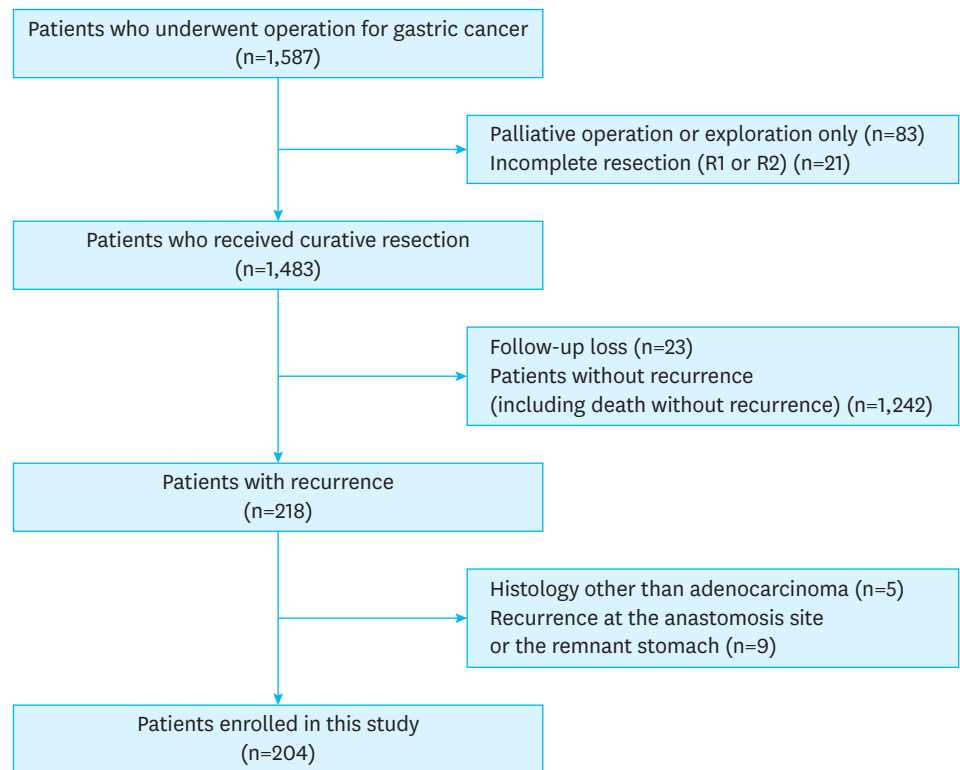 Patients who underwent operation for gastric cancer
(n=1,587)
Palliative operation or exploration only (n=83)
Incomplete resection (R1 or R2) (n=21)
Patients who received curative resection
(n=1,483)
Follow-up loss (n=23)
Patients without recurrence
(including death without recurrence) (n=1,242)
Patients with recurrence
(n=218)
Histology other than adenocarcinoma (n=5)
Recurrence at the anastomosis site
or the remnant stomach (n=9)
Patients enrolled in this study
(n=204)